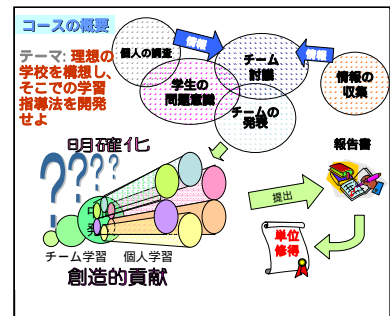 コースの概要
テーマ: 理想の
学校を構想し、
そこでの学習
指導法を開発
せよ
個人の調査
情報
チーム
討議
情報
情報の
収集
学生の
問題意識
チームの
発表
明確化
????
報告書
提出
単位
修得
チーム学習
個人学習
創造的貢献